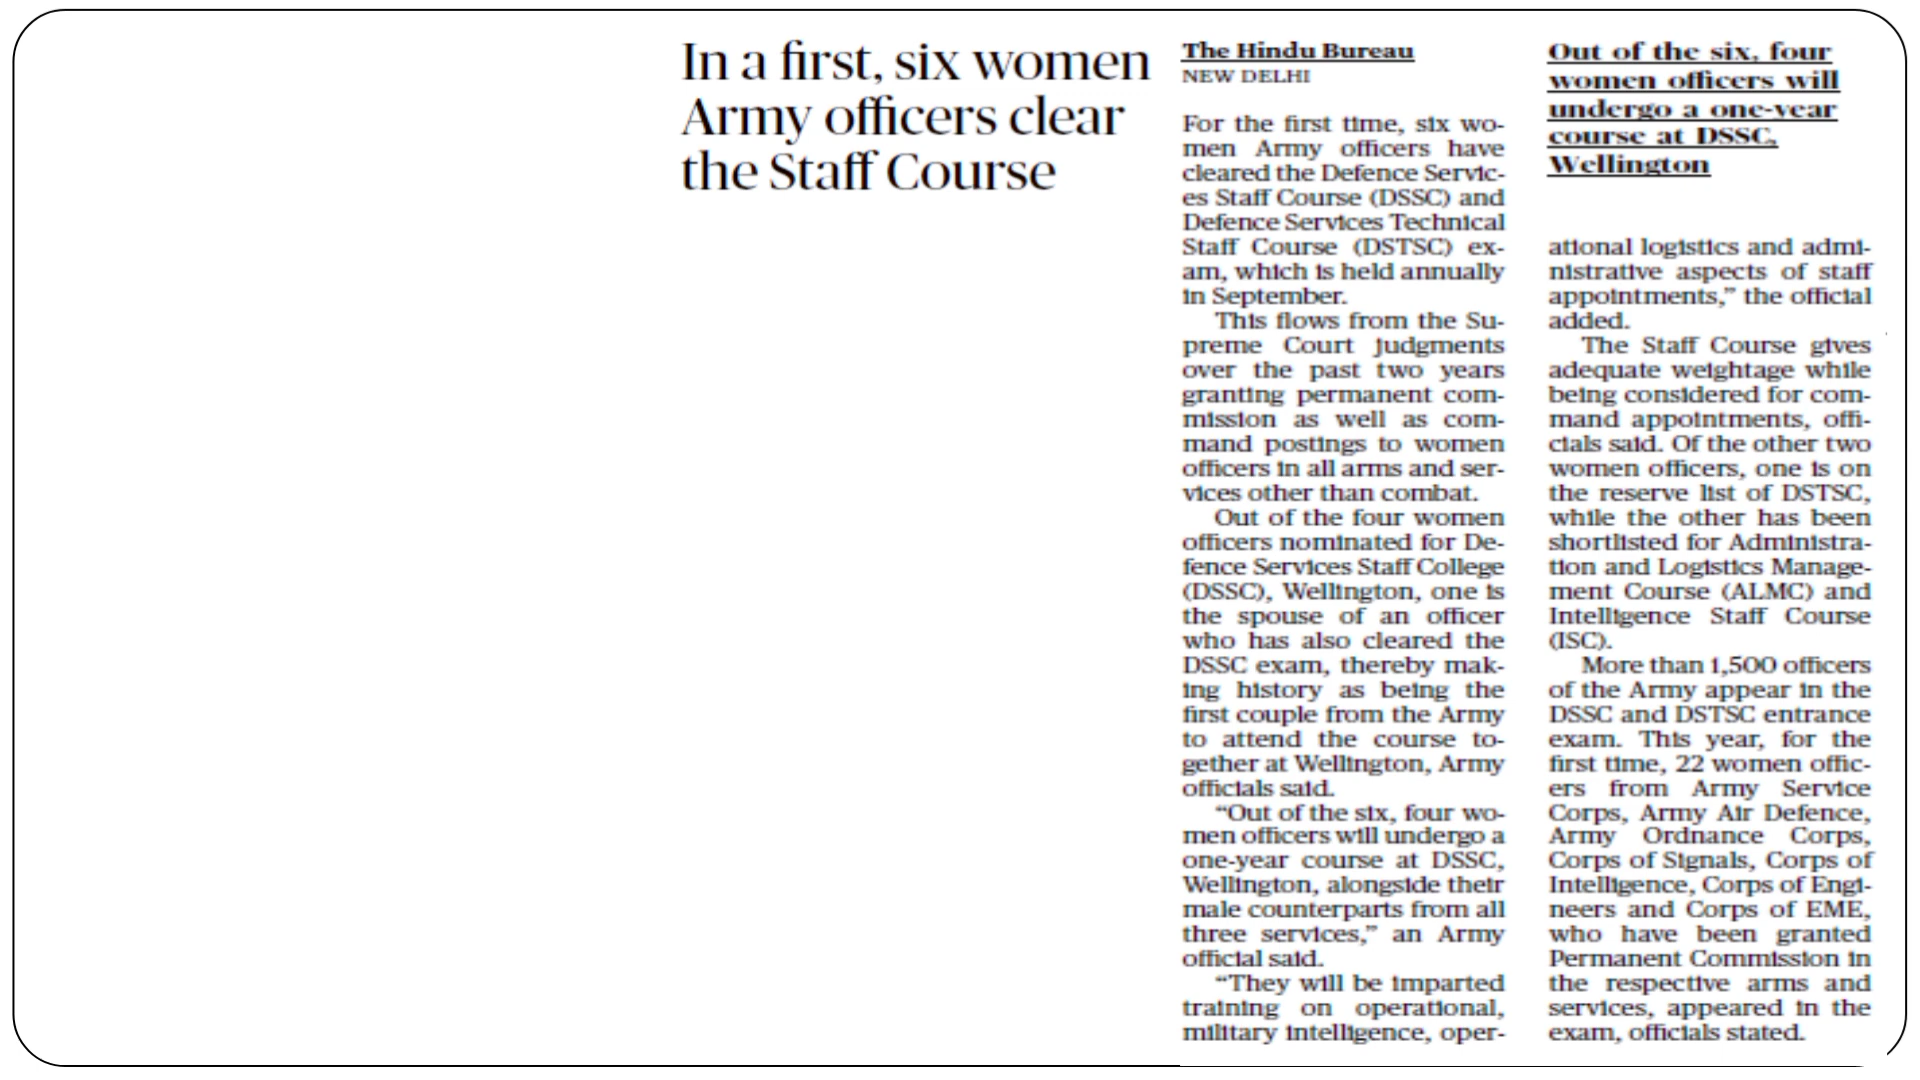 In a first, six women
Army officers clear
the Staff Course
The Hindu Bureau
NEW DELHI
For the first time, six wo-
men Army officers have
cleared the Defence Servic-
es Staff Course (DSSC) and
Defence Services Technical
Staff Course (DSTSC) ex-
am, which is held annually
in September.
This flows from the Su-
preme Court judgments
over the past two years
granting permanent com-
mission as well as com-
mand postings to women
officers in all arms and ser-
vices other than combat.
Out of the four women
officers nominated for De-
fence Services Staff College
(DSSC), Wellington, one is
the spouse of an officer
who has also cleared the
DSSC exam, thereby mak-
ing history as being the
first couple from the Army
to attend the course to-
gether at Wellington, Army
officials said.
“Out of the six, four wo-
men officers will undergo a
one-year course at DSSC,
Wellington, alongside their
male counterparts from all
three services,” an Army
official said.
“They will be imparted
training on operational,
military intelligence, oper-
Out of the six, four
women officers will
undergo a one-year
course at DSSC,
Wellington
ational logistics and admi-
nistrative aspects of staff
appointments,” the official
added.
The Staff Course gives
adequate weightage while
being considered for com-
mand appointments, offi-
cials said. Of the other two
women officers, one is on
the reserve list of DSTSC,
while the other has been
shortlisted for Administra-
tion and Logistics Manage-
ment Course (ALMC) and
Intelligence Staff Course
(ISC).
More than 1,500 officers
of the Army appear in the
DSSC and DSTSC entrance
exam. This year, for the
first time, 22 women offic-
ers from Army Service
Corps, Army Air Defence,
Army Ordnance Corps,
Corps of Signals, Corps of
Intelligence, Corps of Engi-
neers and Corps of EME,
who have been granted
Permanent Commission in
the respective arms and
services, appeared in the
exam, officials stated.